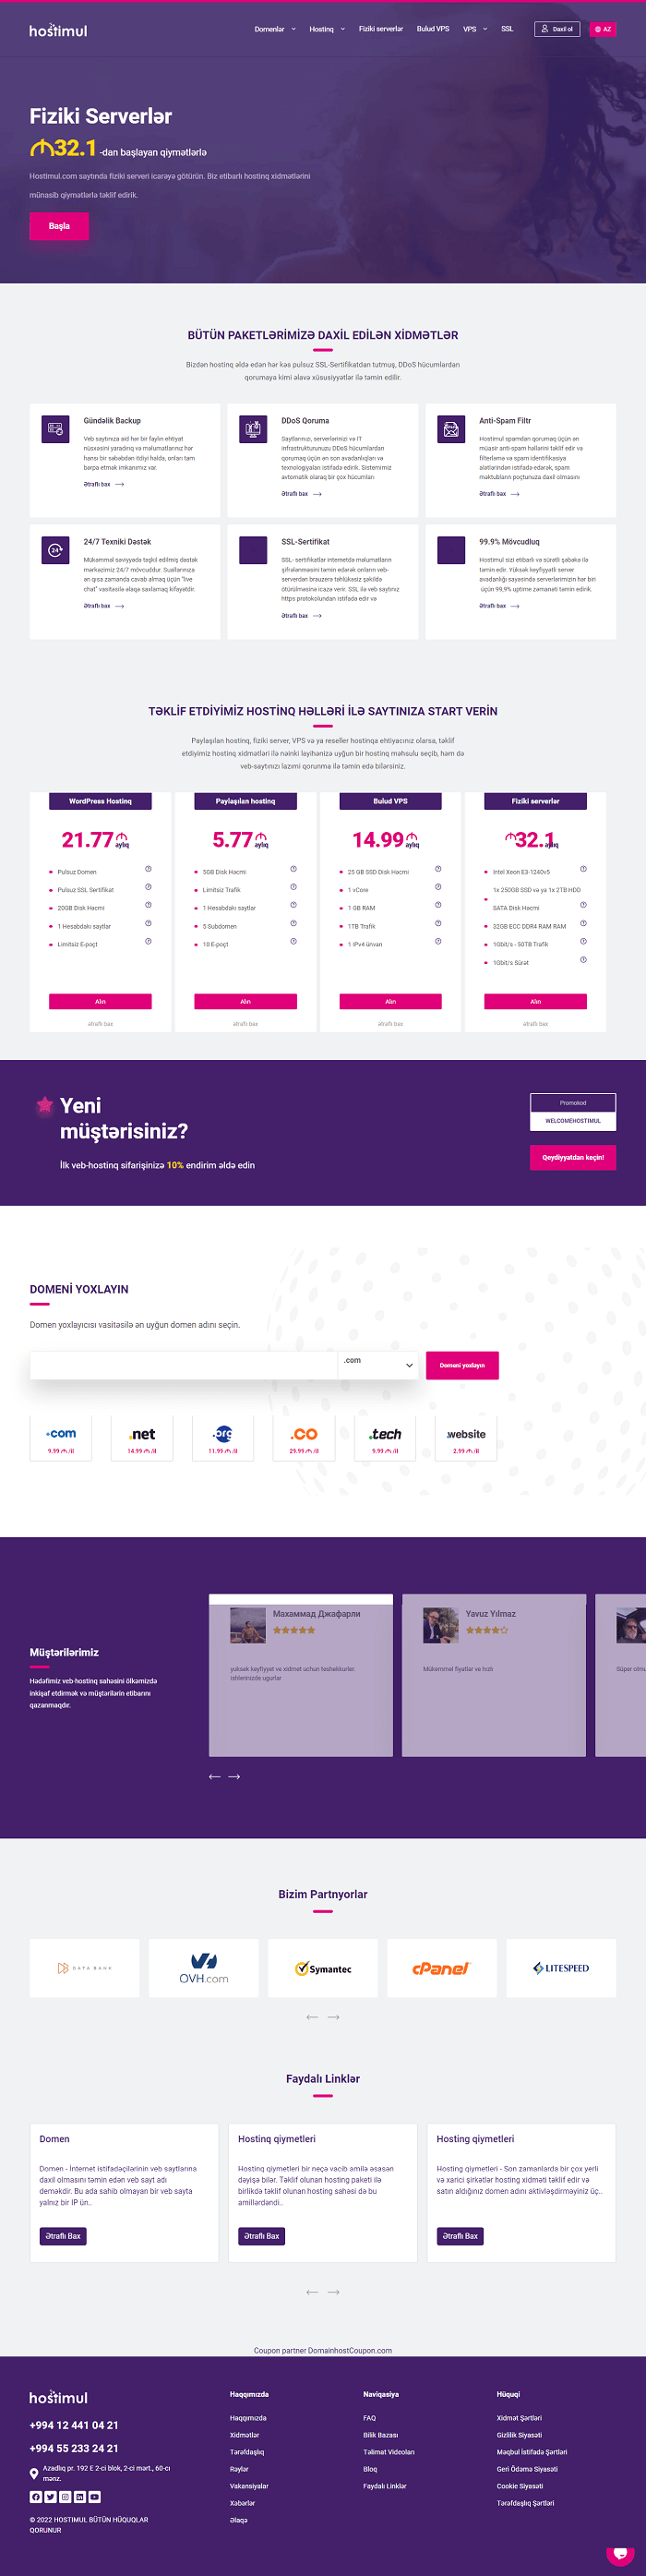 hostimul
Domenlər
Hostinq
Fiziki serverlər
Bulud VPS
VPS
SSL
Daxil ol
AZ
Fiziki Serverlər
₼32.1 -dan başlayan qiymətlərlə
Hostimul.com saytında fiziki serveri icarəyə götürün. Biz etibarlı hostinq xidmətlərini
münasib qiymətlərlə təklif edirik.
Başla
BÜTÜN PAKETLƏRİMİZƏ DAXİL EDİLƏN XİDMƏTLƏR
Bizdən hostinq əldə edən hər kəs pulsuz SSL-Sertifikatdan tutmuş, DDoS hücumlardan
qorumaya kimi əlavə xüsusiyyətlər ilə təmin edilir.
Gündəlik Backup
Veb saytınıza aid hər bir faylın ehtiyat
nüsxəsini yaradırıq və məlumatlarınız hər
hansı bir səbəbdən itdiyi halda, onları tam
bərpa etmək imkanımız var.
Ətraflı bax
DDoS Qoruma
Saytlarınızı, serverlərinizi və IT
infrastrukturunuzu DDoS hücumlardan
qorumaq üçün ən son avadanlıqları və
texnologiyaları istifadə edirik. Sistemimiz
avtomatik olaraq bir çox hücumları
Ətraflı bax
Anti-Spam Filtr
Hostimul spamdan qorumaq üçün ən
müasir anti-spam həllərini təklif edir və
filterləmə və spam identifikasiya
alətlərindən istifadə edərək, spam
məktubların poçtunuza daxil olmasını
Ətraflı bax
24/7 Texniki Dəstək
Mükəmməl səviyyədə təşkil edilmiş dəstək
mərkəzimiz 24/7 mövcuddur. Suallarınıza
ən qısa zamanda cavab almaq üçün "live
chat" vasitəsilə əlaqə saxlamaq kifayətdir.
Ətraflı bax
SSL-Sertifikat
SSL- sertifikatlar internetdə məlumatların
şifrələnməsini təmin edərək onların veb-
serverdən brauzerə təhlükəsiz şəkildə
ötürülməsinə icazə verir. SSL ilə veb saytınız
https protokolundan istifadə edir və
Ətraflı bax
99.9% Mövcudluq
Hostimul sizi etibarlı və sürətli şəbəkə ilə
təmin edir. Yüksək keyfiyyətli server
avadanlığı sayəsində serverlərimizin hər biri
üçün 99,9% uptime zəmanəti təmin edirik.
Ətraflı bax
TƏKLİF ETDİYİMİZ HOSTİNQ HƏLLƏRİ İLƏ SAYTINIZA START VERİN
Paylaşılan hostinq, fiziki server, VPS və ya reseller hostinqə ehtiyacınız olarsa, təklif
etdiyimiz hostinq xidmətləri ilə nəinki layihənizə uyğun bir hostinq məhsulu seçib, həm də
veb-saytınızı lazımi qorunma ilə təmin edə bilərsiniz.
WordPress Hostinq
21.77₼
aylıq
Pulsuz Domen
Pulsuz SSL Sertifikat
20GB Disk Həcmi
1 Hesabdakı saytlar
Limitsiz E-poçt
Alın
ətraflı bax
Paylaşılan hostinq
5.77₼
aylıq
5GB Disk Həcmi
Limitsiz Trafik
1 Hesabdakı saytlar
5 Subdomen
10 E-poçt
Alın
ətraflı bax
Bulud VPS
14.99₼
aylıq
25 GB SSD Disk Həcmi
1 vCore
1 GB RAM
1TB Trafik
1 IPv4 ünvan
Alın
ətraflı bax
Fiziki serverlər
₼32.1
aylıq
Intel Xeon E3-1240v5
1x 250GB SSD və ya 1x 2TB HDD
SATA Disk Həcmi
32GB ECC DDR4 RAM RAM
1Gbit/s - 50TB Trafik
1Gbit/s Sürət
Alın
ətraflı bax
Yeni
müştərisiniz?
İlk veb-hostinq sifarişinizə 10% endirim əldə edin
Promokod
WELCOMEHOSTIMUL
Qeydiyyatdan keçin!
DOMENİ YOXLAYIN
Domen yoxlayıcısı vasitəsilə ən uyğun domen adını seçin.
.com
Domeni yoxlayın
.com
9.99 ₼ /il
.net
14.99 ₼ /il
.org
11.99 ₼ /il
.co
29.99 ₼ /il
.tech
9.99 ₼ /il
.website
2.99 ₼ /il
Müştərilərimiz
Hədəfimiz veb-hostinq sahəsini ölkəmizdə
inkişaf etdirmək və müştərilərin etibarını
qazanmaqdır.
Махаммад Джафарли
yuksek keyfiyyet ve xidmet uchun teshekkurler.
ishlerinizde ugurlar
Yavuz Yılmaz
Mükemmel fiyatlar ve hızlı
Süper olmu
Bizim Partnyorlar
DATA BANK
OVH.com
Symantec
cPanel
LITESPEED
Faydalı Linklər
Domen
Domen - İnternet istifadəçilərinin veb saytlarına
daxil olmasını təmin edən veb sayt adı
deməkdir. Bu ada sahib olmayan bir veb sayta
yalnız bir IP ün..
Ətraflı Bax
Hostinq qiymetleri
Hostinq qiymetleri bir neçə vacib amilə əsasən
dəyişə bilər. Təklif olunan hosting paketi ilə
birlikdə təklif olunan hosting sahəsi də bu
amillərdəndi..
Ətraflı Bax
Hosting qiymetleri
Hosting qiymetleri - Son zamanlarda bir çox yerli
və xarici şirkətlər hosting xidməti təklif edir və
satın aldığınız domen adını aktivləşdirməyiniz üç..
Ətraflı Bax
Coupon partner DomainhostCoupon.com
hostimul
+994 12 441 04 21
+994 55 233 24 21
Azadlıq pr. 192 E 2-ci blok, 2-ci mərt., 60-cı
mənz.
© 2022 HOSTIMUL BÜTÜN HÜQUQLAR
QORUNUR
Haqqımızda
Haqqımızda
Xidmətlər
Tərəfdaşlıq
Rəylər
Vakansiyalar
Xəbərlər
Əlaqə
Naviqasiya
FAQ
Bilik Bazası
Təlimat Videoları
Bloq
Faydalı Linklər
Hüquqi
Xidmət Şərtləri
Gizlilik Siyasəti
Məqbul İstifadə Şərtləri
Geri Ödəmə Siyasəti
Cookie Siyasəti
Tərəfdaşlıq Şərtləri